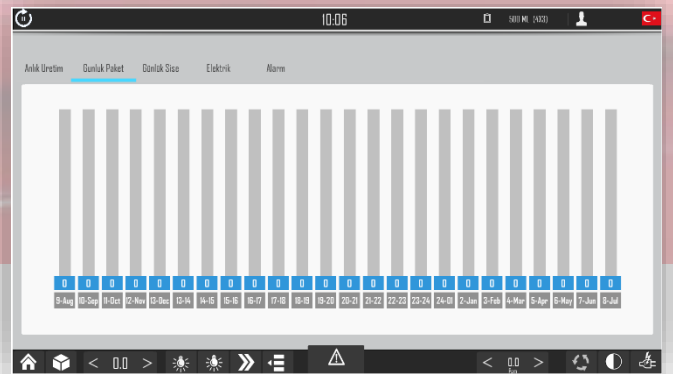 10:06 500 ML (4X3)
Anlık Uretim Gunluk Paket Günlük Sise Elektrik Alarm
0 0 0 0 0 0 0 0 0 0 0 0 0 0 0 0 0 0 0 0 0 0 0 0
9-Aug 10-Sep 11-Oct 12-Nov 13-Dec 13-14 14-15 15-16 16-17 17-18 18-19 19-20 20-21 21-22 22-23 23-24 24-01 2-Jan 3-Feb 4-Mar 5-Apr 6-May 7-Jun 8-Jul
< 0.0 > < 0.0 >